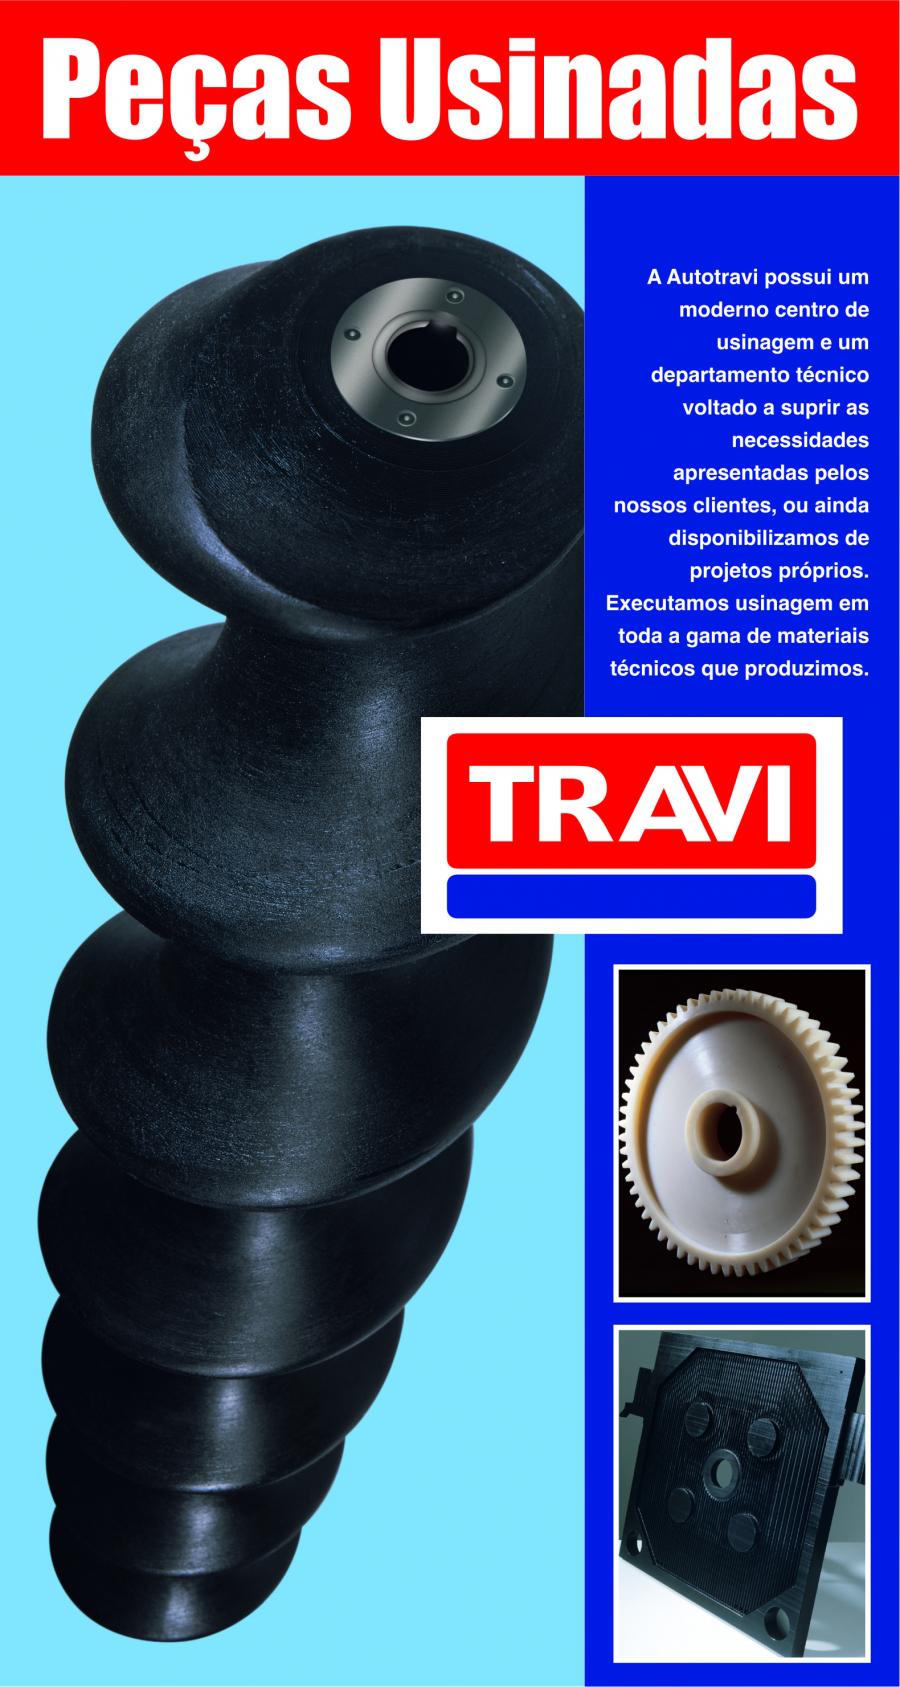 Peças Usinadas
A Autotravi possui um
moderno centro de
usinagem e um
departamento técnico
voltado a suprir as
necessidades
apresentadas pelos
nossos clientes, ou ainda
disponibilizamos de
projetos próprios.
Executamos usinagem em
toda a gama de materiais
técnicos que produzimos.
TRAVI